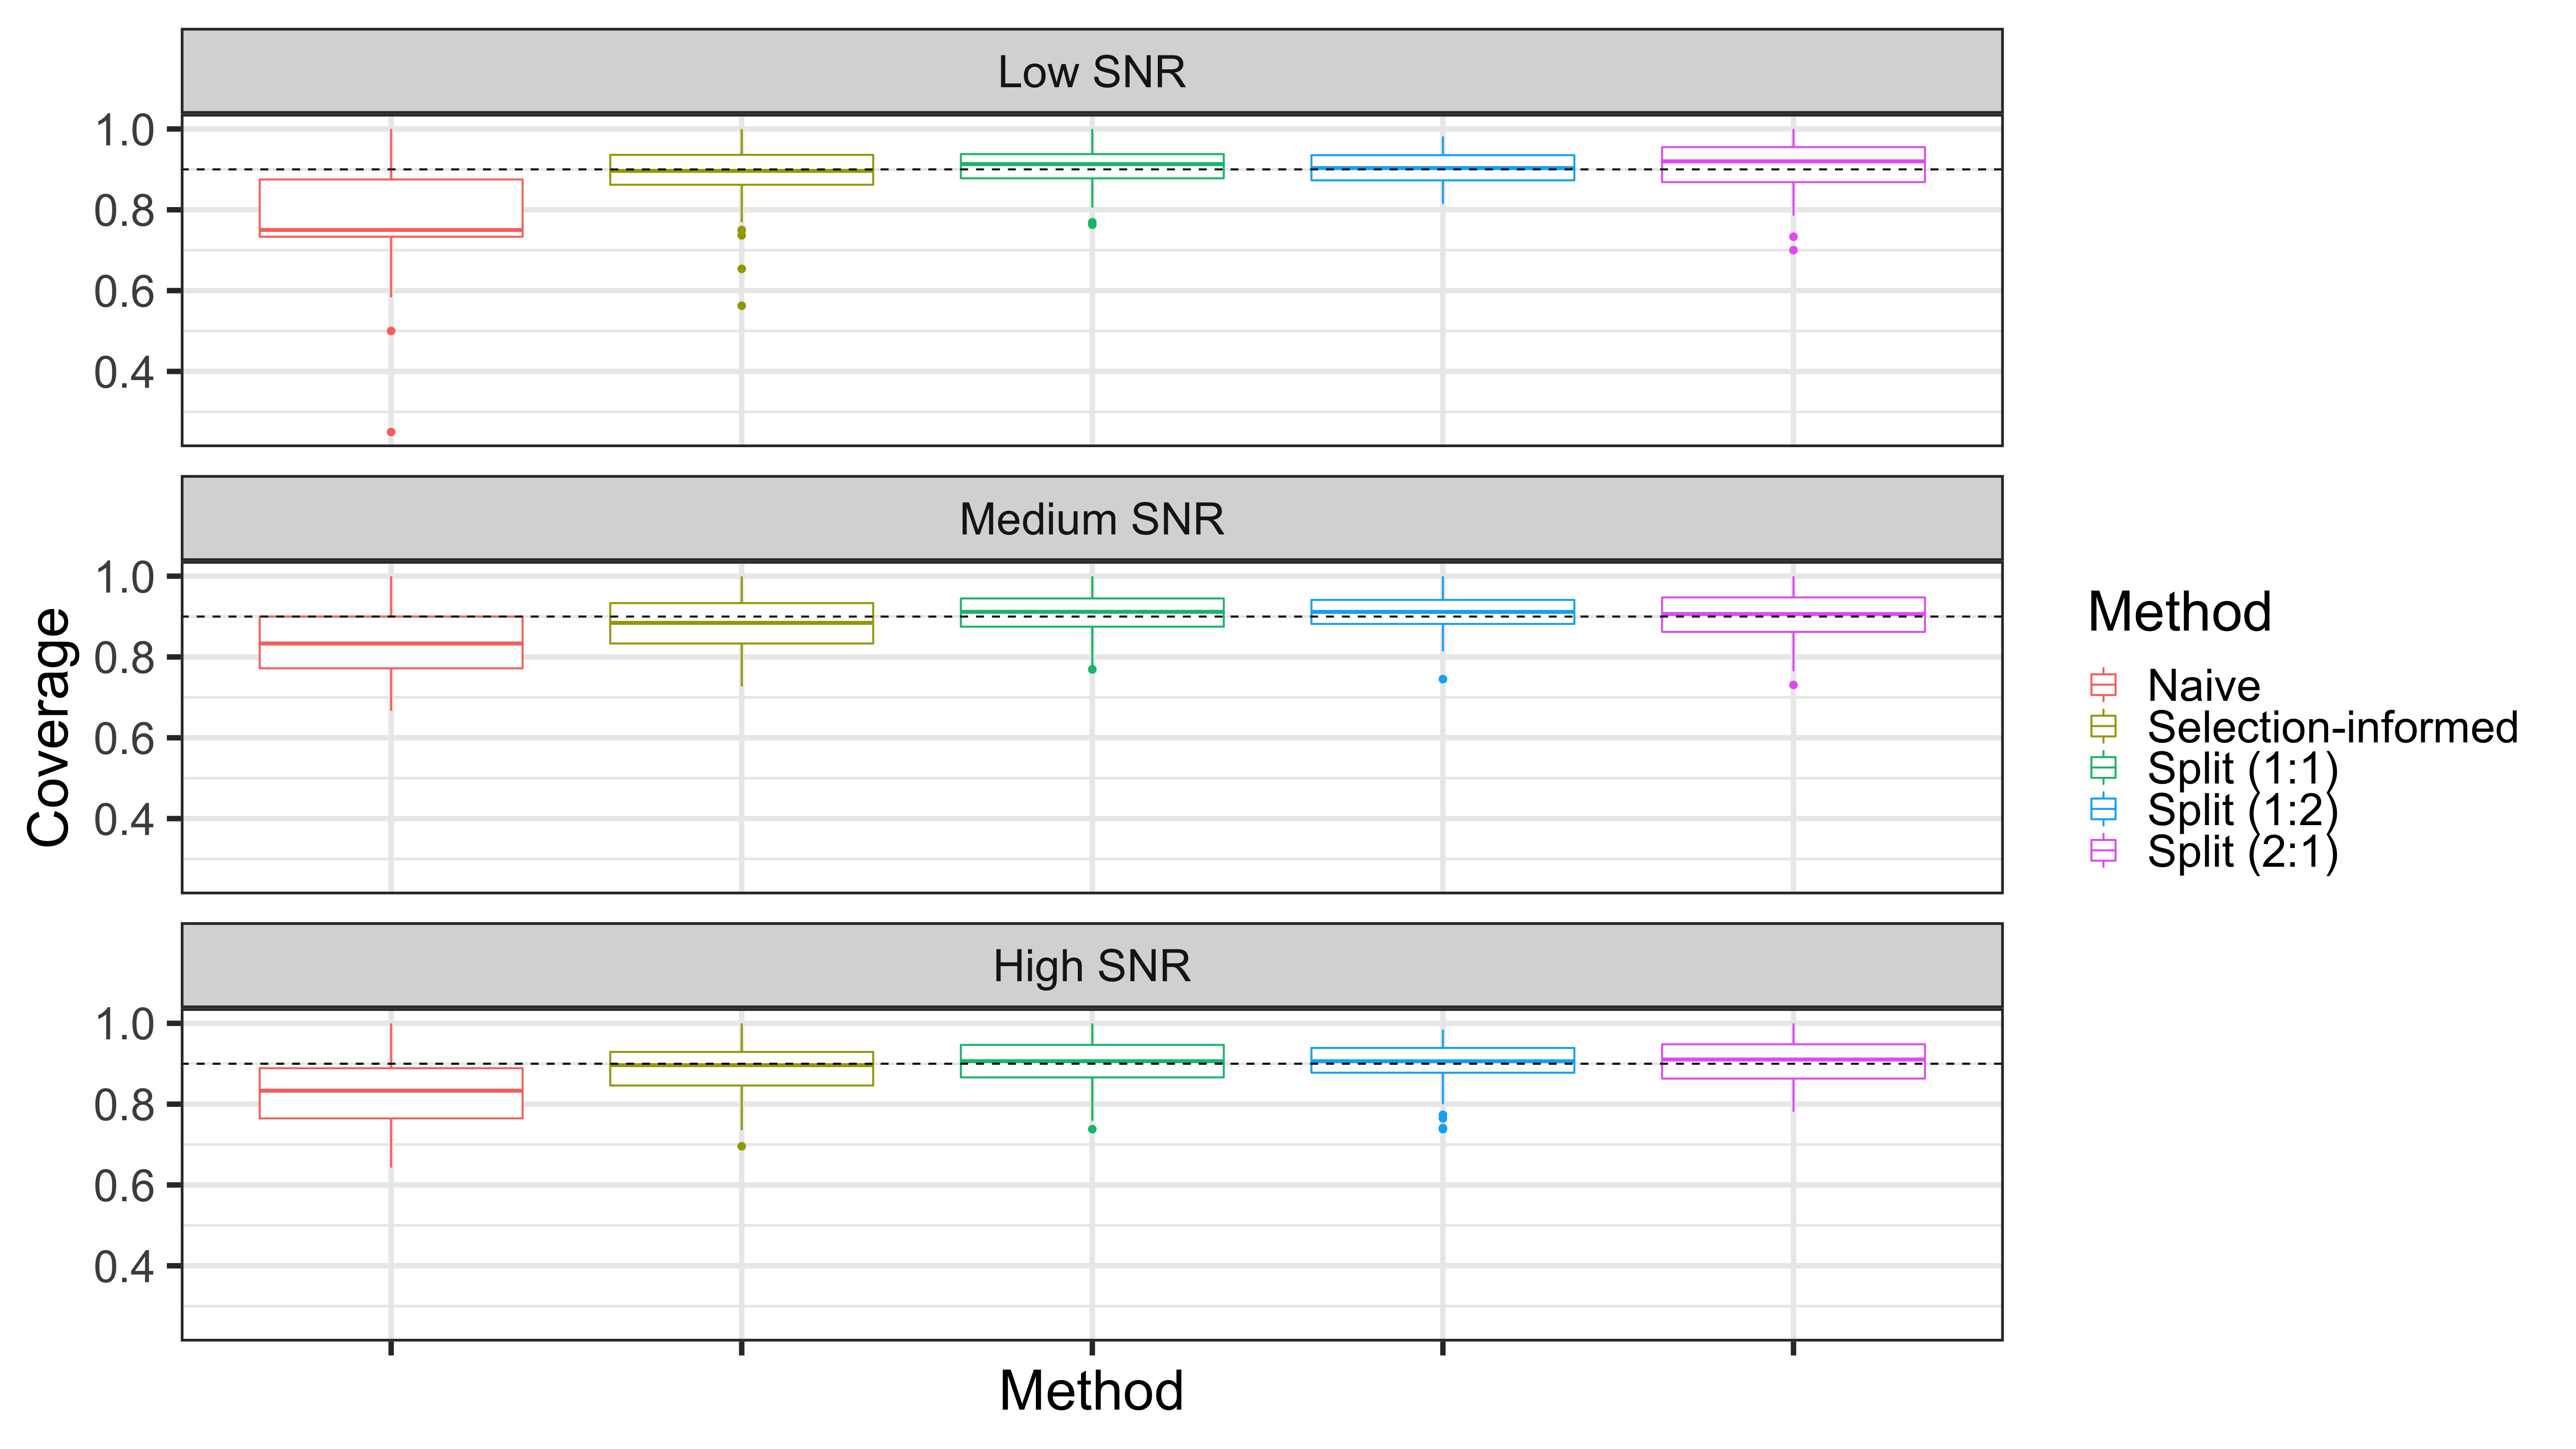 Low SNR
1.0
0.8
0.6
0.4
Medium SNR
1.0
0.8
0.6
0.4
High SNR
1.0
0.8
0.6
0.4
Coverage
Method
Method
Naive
Selection-informed
Split (1:1)
Split (1:2)
Split (2:1)